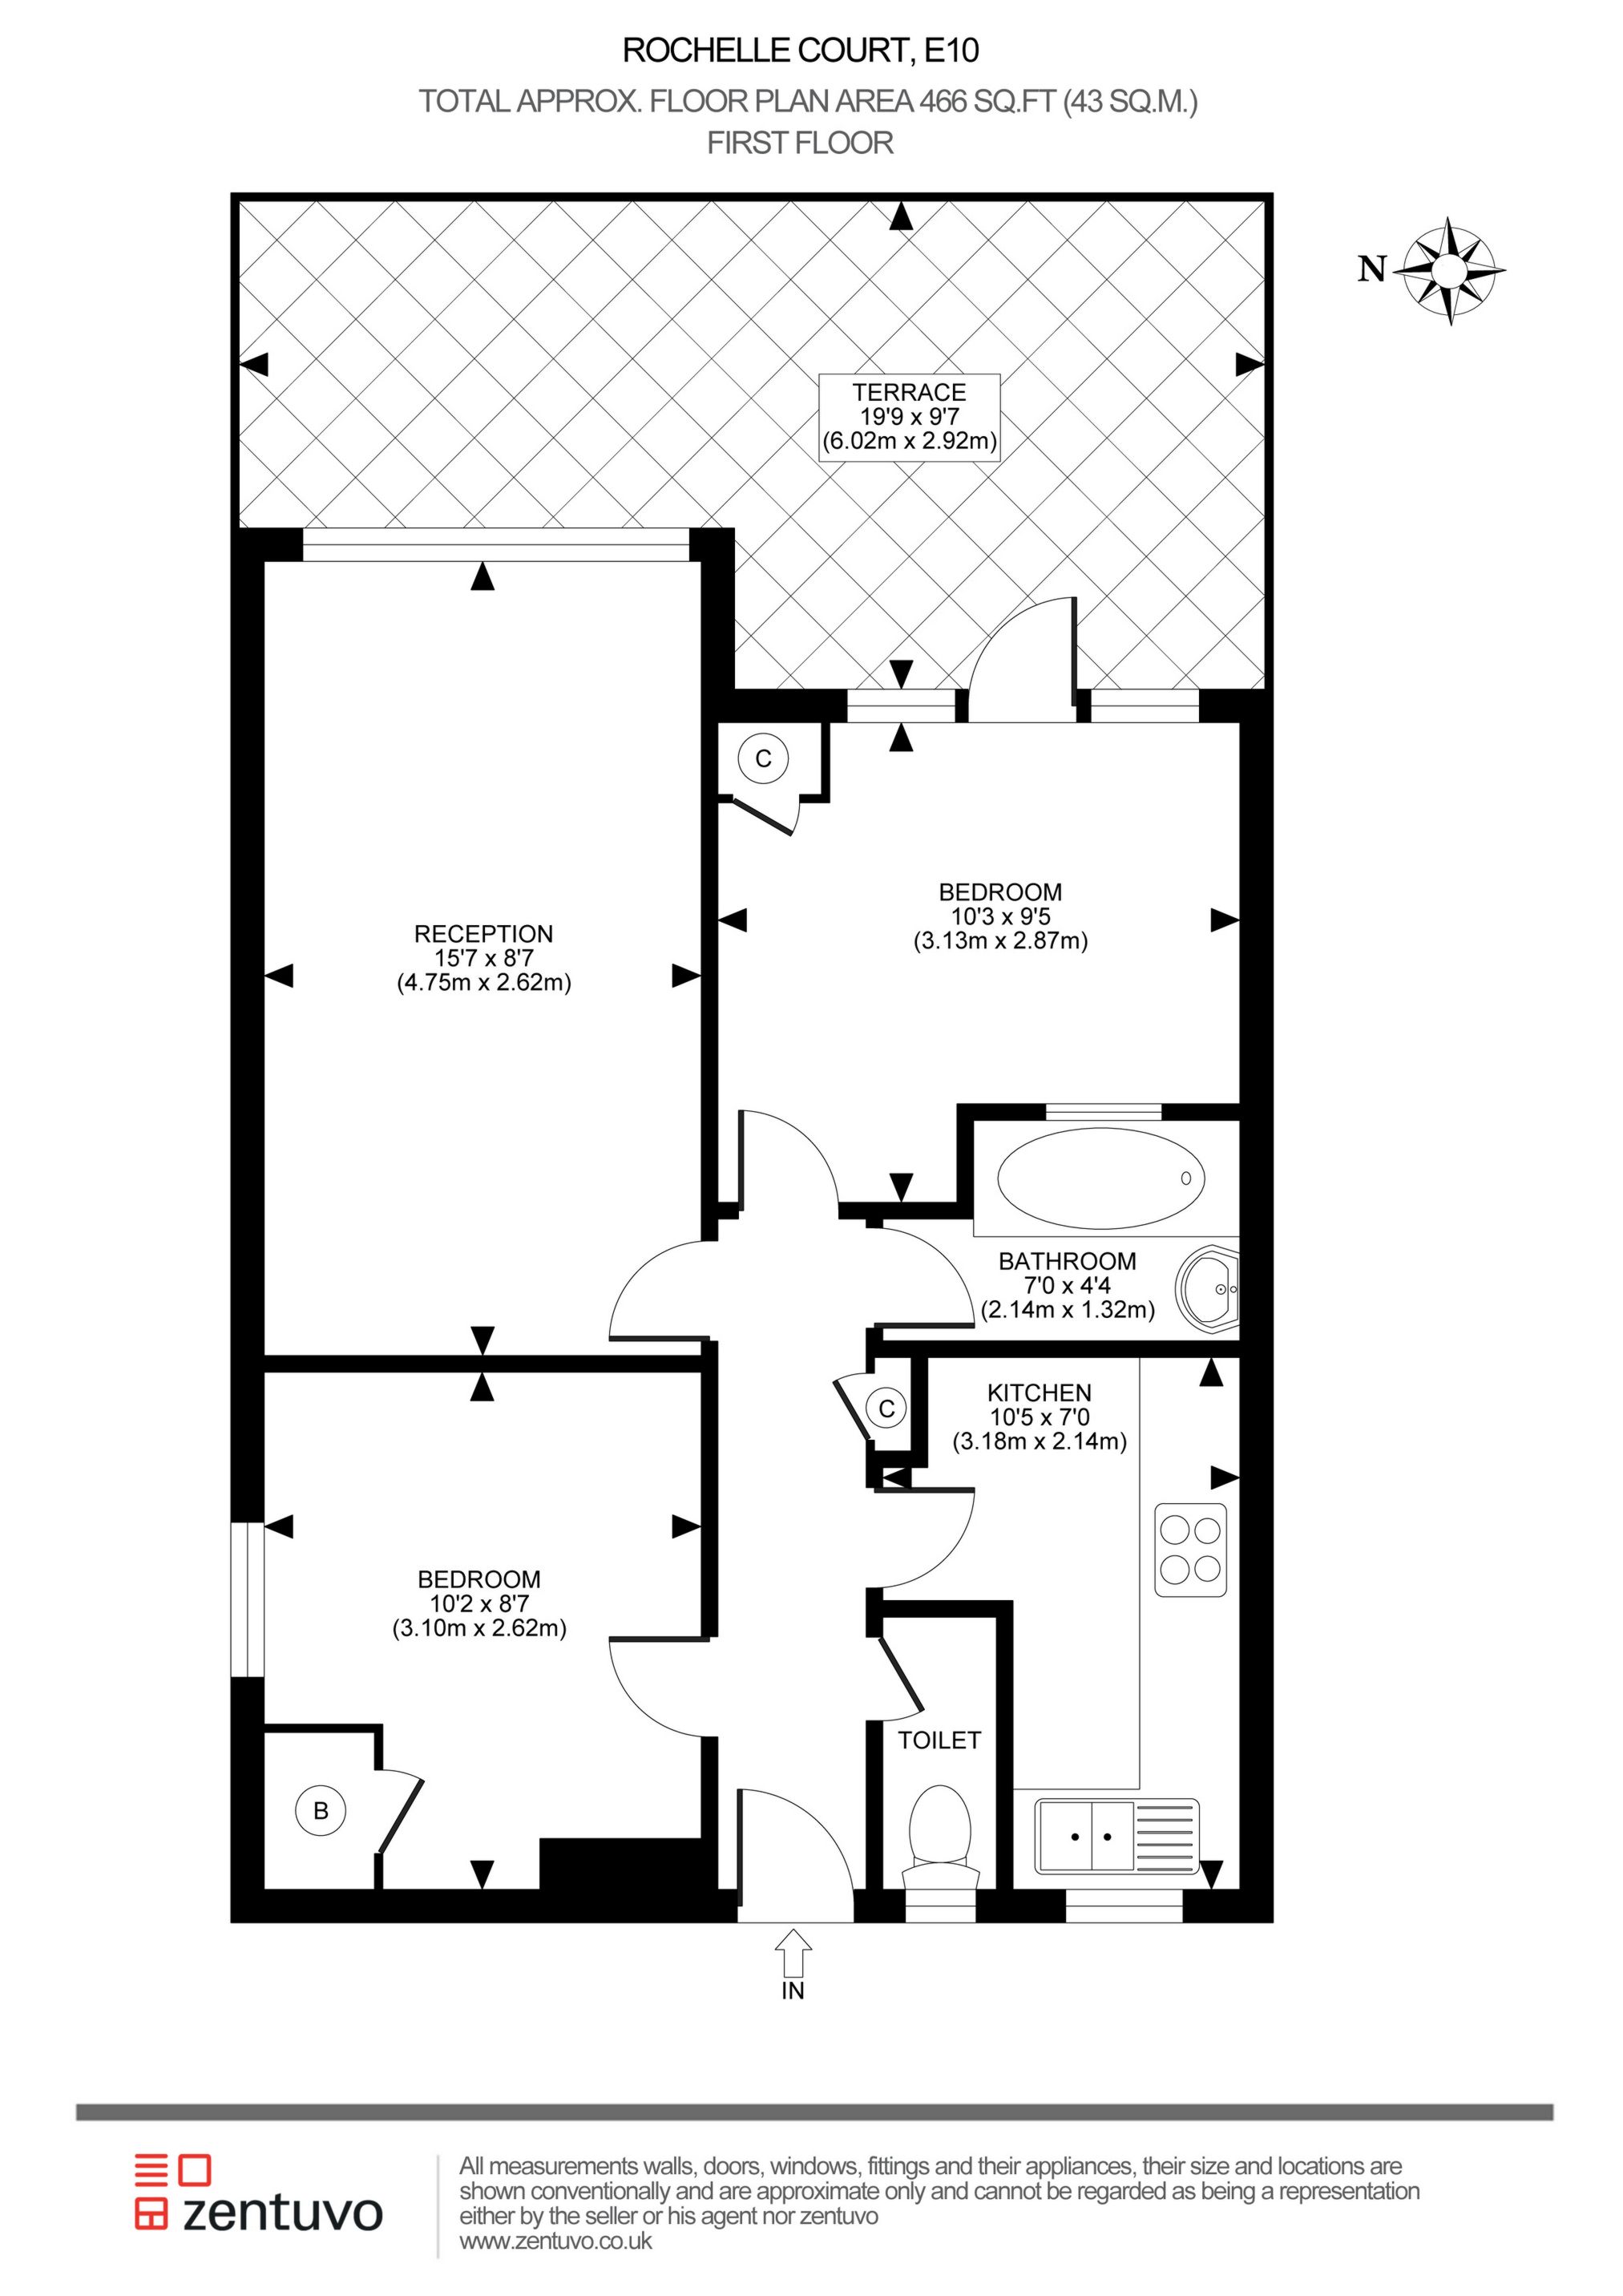 ROCHELLE COURT, E10
TOTAL APPROX. FLOOR PLAN AREA 466 SQ.FT (43 SQ.M.)
FIRST FLOOR
N
TERRACE
19'9 x 9'7
(6.02m x 2.92m)
C
BEDROOM
10'3 x 9'5
(3.13m x 2.87m)
RECEPTION
15'7 x 8'7
(4.75m x 2.62m)
BATHROOM
7'0 x 4'4
(2.14m x 1.32m)
C
KITCHEN
10'5 x 7'0
(3.18m x 2.14m)
BEDROOM
10'2 x 8'7
(3.10m x 2.62m)
TOILET
B
IN
zentuvo
All measurements walls, doors, windows, fittings and their appliances, their size and locations are
shown conventionally and are approximate only and cannot be regarded as being a representation
either by the seller or his agent nor zentuvo
www.zentuvo.co.uk